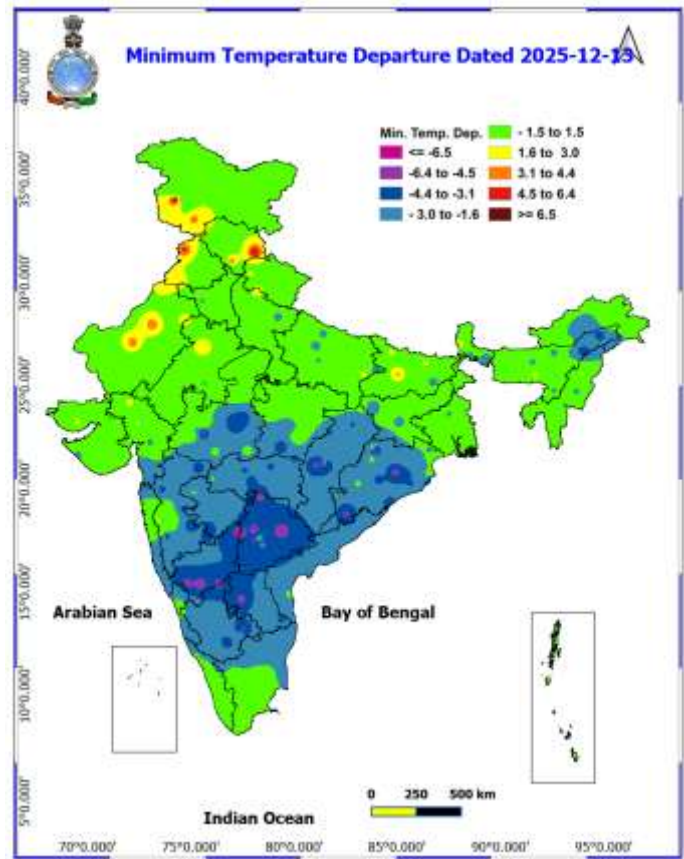 Minimum Temperature Departure Dated 2025-12-13
Min. Temp. Dep.
<= -6.5
-6.4 to -4.5
-4.4 to -3.1
- 3.0 to -1.6
- 1.5 to 1.5
1.6 to 3.0
3.1 to 4.4
4.5 to 6.4
>= 6.5
40°0.000'
35°0.000'
30°0.000'
25°0.000'
20°0.000'
15°0.000'
10°0.000'
5°0.000'
Arabian Sea
Bay of Bengal
0 250 500 km
Indian Ocean
70°0.000' 75°0.000' 80°0.000' 85°0.000' 90°0.000' 95°0.000'